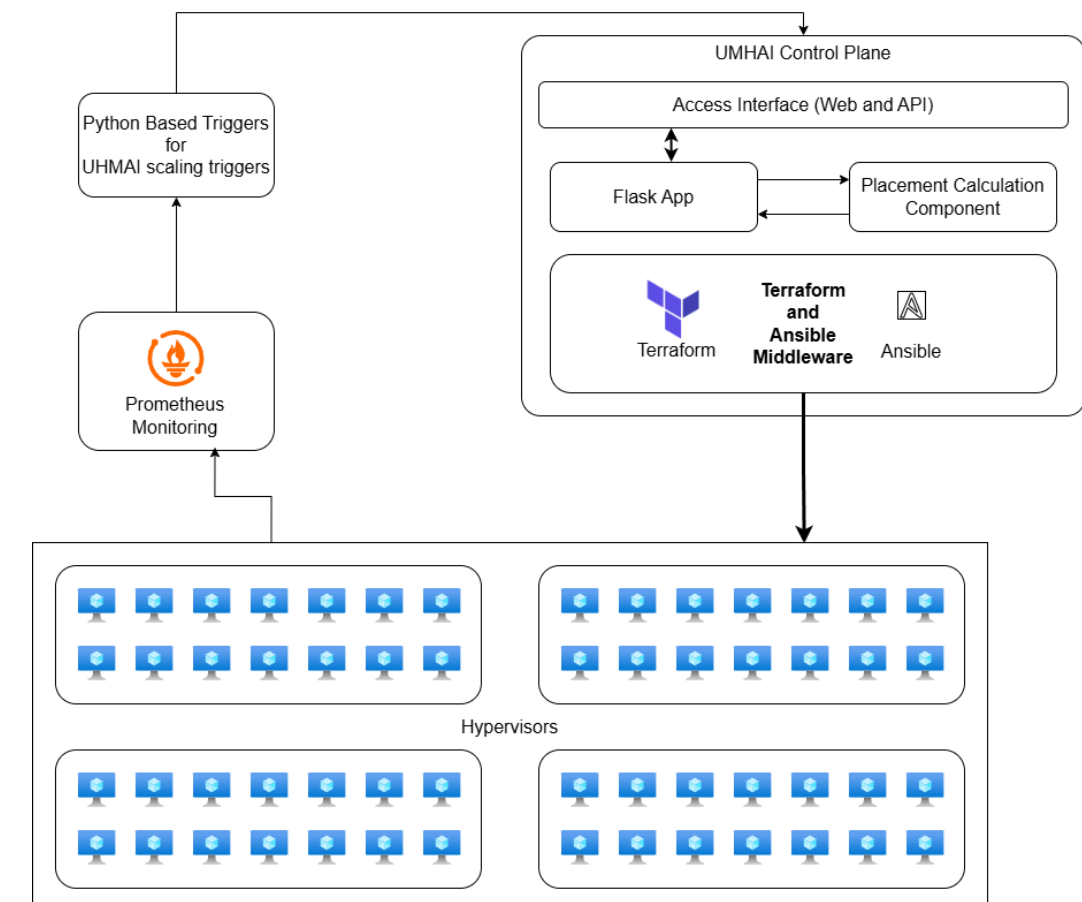 UMHAI Control Plane
Access Interface (Web and API)
Python Based Triggers
for
UHMAI scaling triggers
Flask App
Placement Calculation
Component
Terraform
and
Ansible
Middleware
Terraform
Ansible
Prometheus
Monitoring
Hypervisors